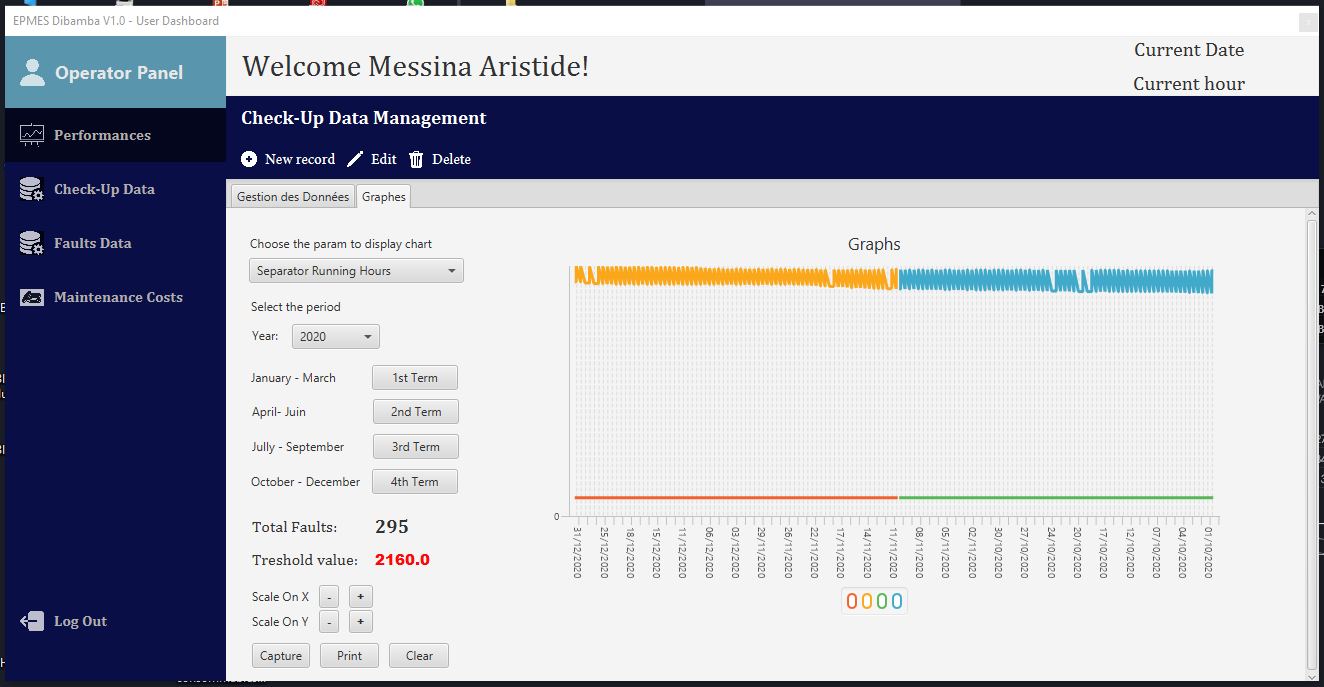 EPMES Dibamba V1.0 - User Dashboard
Operator Panel
Welcome Messina Aristide!
Current Date
Current hour
Performances
Check-Up Data
Faults Data
Maintenance Costs
Log Out
Check-Up Data Management
New record
Edit
Delete
Gestion des Données
Graphes
Choose the param to display chart
Separator Running Hours
Select the period
Year:
2020
January - March
1st Term
April- Juin
2nd Term
Jully - September
3rd Term
October - December
4th Term
Total Faults:
295
Treshold value:
2160.0
Scale On X
-
+
Scale On Y
-
+
Capture
Print
Clear
Graphs
0
31/12/2020
25/12/2020
18/12/2020
15/12/2020
11/12/2020
06/12/2020
03/12/2020
29/11/2020
26/11/2020
22/11/2020
17/11/2020
14/11/2020
11/11/2020
08/11/2020
05/11/2020
02/11/2020
30/10/2020
27/10/2020
24/10/2020
20/10/2020
17/10/2020
12/10/2020
07/10/2020
04/10/2020
01/10/2020